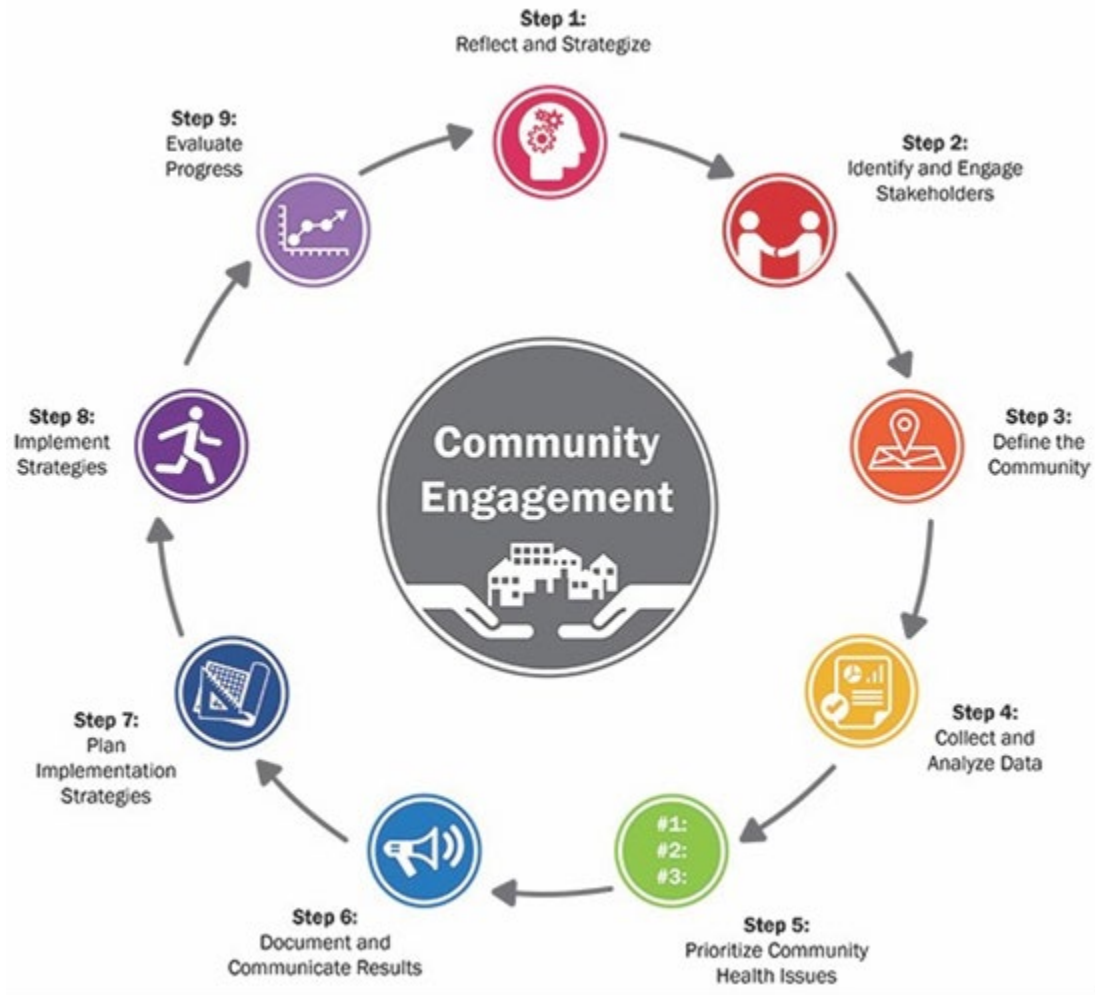 Step 1:
Reflect and Strategize
Step 2:
Identify and Engage
Stakeholders
Step 3:
Define the
Community
Step 4:
Collect and
Analyze Data
#1:
#2:
#3:
Step 5:
Prioritize Community
Health Issues
Step 6:
Document and
Communicate Results
Step 7:
Plan
Implementation
Strategies
Step 8:
Implement
Strategies
Step 9:
Evaluate
Progress
Community
Engagement